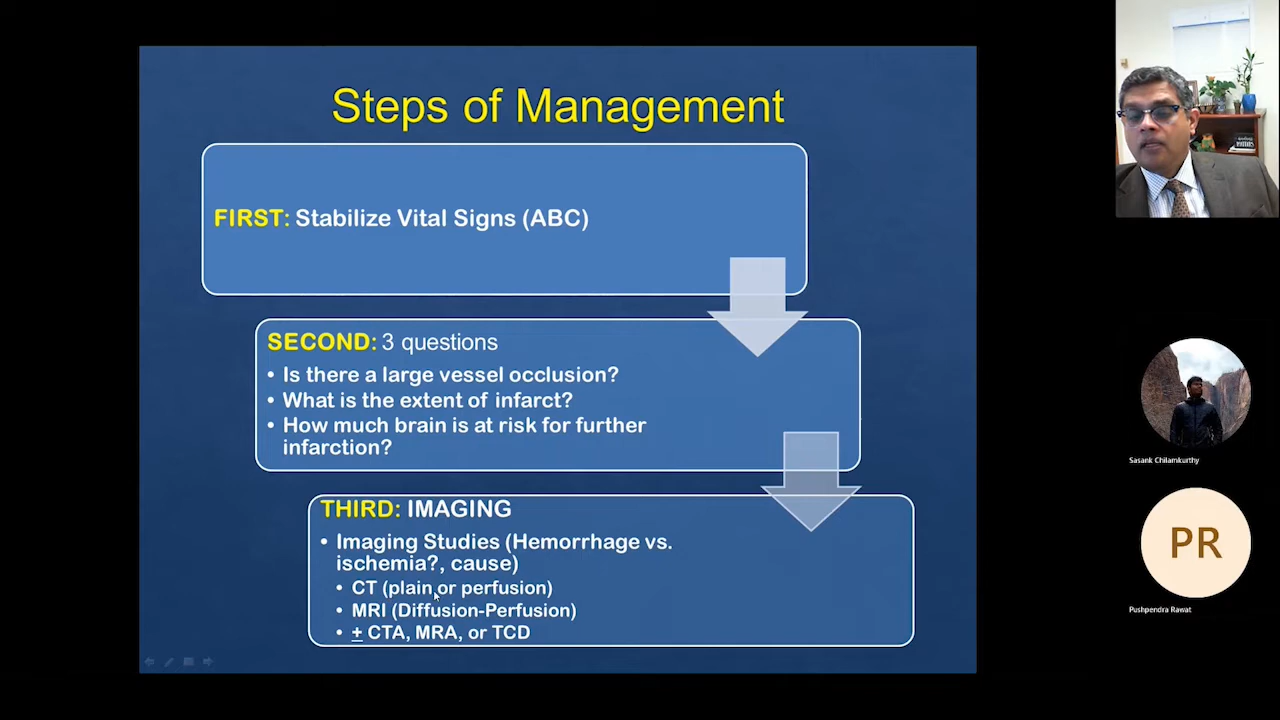 Steps of Management
FIRST: Stabilize Vital Signs (ABC)
SECOND: 3 questions
• Is there a large vessel occlusion?
• What is the extent of infarct?
• How much brain is at risk for further
infarction?
THIRD: IMAGING
• Imaging Studies (Hemorrhage vs.
ischemia?, cause)
• CT (plain or perfusion)
• MRI (Diffusion-Perfusion)
• ± CTA, MRA, or TCD
Sasank Chilamkurthy
PR
Pushpendra Rawat